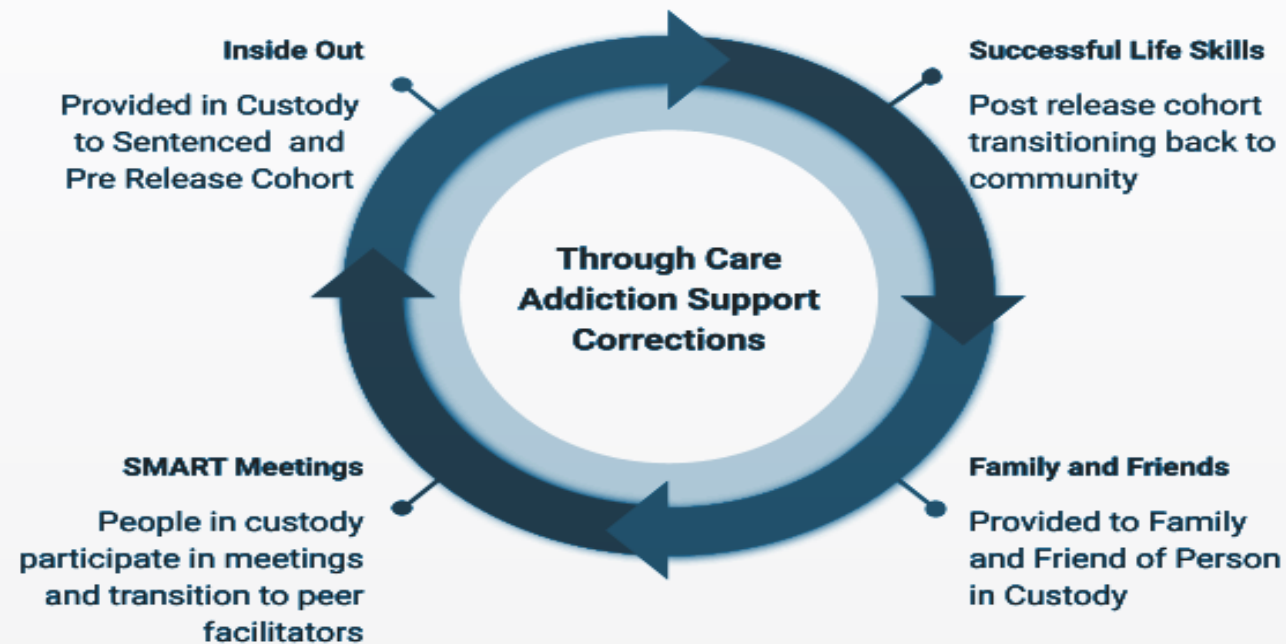 Inside Out
Provided in Custody
to Sentenced and
Pre Release Cohort
Successful Life Skills
Post release cohort
transitioning back to
community
Through Care
Addiction Support
Corrections
SMART Meetings
People in custody
participate in meetings
and transition to peer
facilitators
Family and Friends
Provided to Family
and Friend of Person
in Custody